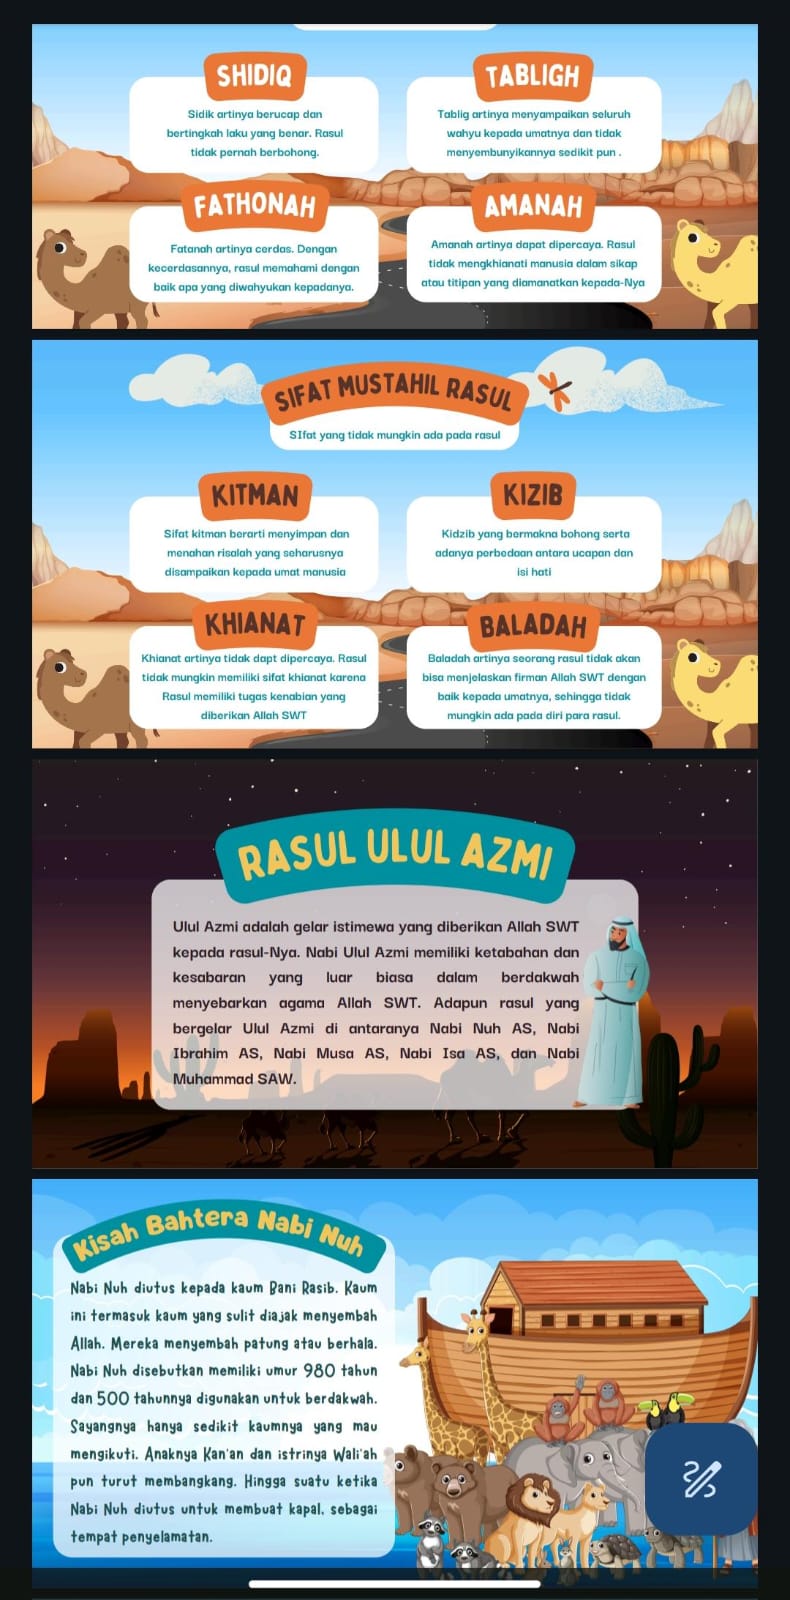 SHIDIQ
Sidik artinya berucap dan
bertingkah laku yang benar. Rasul
tidak pernah berbohong.
TABLIGH
Tablig artinya menyampaikan seluruh
wahyu kepada umatnya dan tidak
menyembunyikannya sedikit pun .
FATHONAH
Fatanah artinya cerdas. Dengan
kecerdasannya, rasul memahami dengan
baik apa yang diwahyukan kepadanya.
AMANAH
Amanah artinya dapat dipercaya. Rasul
tidak mengkhianati manusia dalam sikap
atau titipan yang diamanatkan kepada-Nya
SIFAT MUSTAHIL RASUL
SIfat yang tidak mungkin ada pada rasul
KITMAN
Sifat kitman berarti menyimpan dan
menahan risalah yang seharusnya
disampaikan kepada umat manusia
KIZIB
Kidzib yang bermakna bohong serta
adanya perbedaan antara ucapan dan
isi hati
KHIANAT
Khianat artinya tidak dapt dipercaya. Rasul
tidak mungkin memiliki sifat khianat karena
Rasul memiliki tugas kenabian yang
diberikan Allah SWT
BALADAH
Baladah artinya seorang rasul tidak akan
bisa menjelaskan firman Allah SWT dengan
baik kepada umatnya, sehingga tidak
mungkin ada pada diri para rasul.
RASUL ULUL AZMI
Ulul Azmi adalah gelar istimewa yang diberikan Allah SWT
kepada rasul-Nya. Nabi Ulul Azmi memiliki ketabahan dan
kesabaran yang luar biasa dalam berdakwah
menyebarkan agama Allah SWT. Adapun rasul yang
bergelar Ulul Azmi di antaranya Nabi Nuh AS, Nabi
Ibrahim AS, Nabi Musa AS, Nabi Isa AS, dan Nabi
Muhammad SAW.
Kisah Bahtera Nabi Nuh
Nabi Nuh diutus kepada kaum Bani Rasib. Kaum
ini termasuk kaum yang sulit diajak menyembah
Allah. Mereka menyembah patung atau berhala.
Nabi Nuh disebutkan memiliki umur 980 tahun
dan 500 tahunnya digunakan untuk berdakwah.
Sayangnya hanya sedikit kaumnya yang mau
mengikuti. Anaknya Kan'an dan istrinya Wali'ah
pun turut membangkang. Hingga suatu ketika
Nabi Nuh diutus untuk membuat kapal, sebagai
tempat penyelamatan.